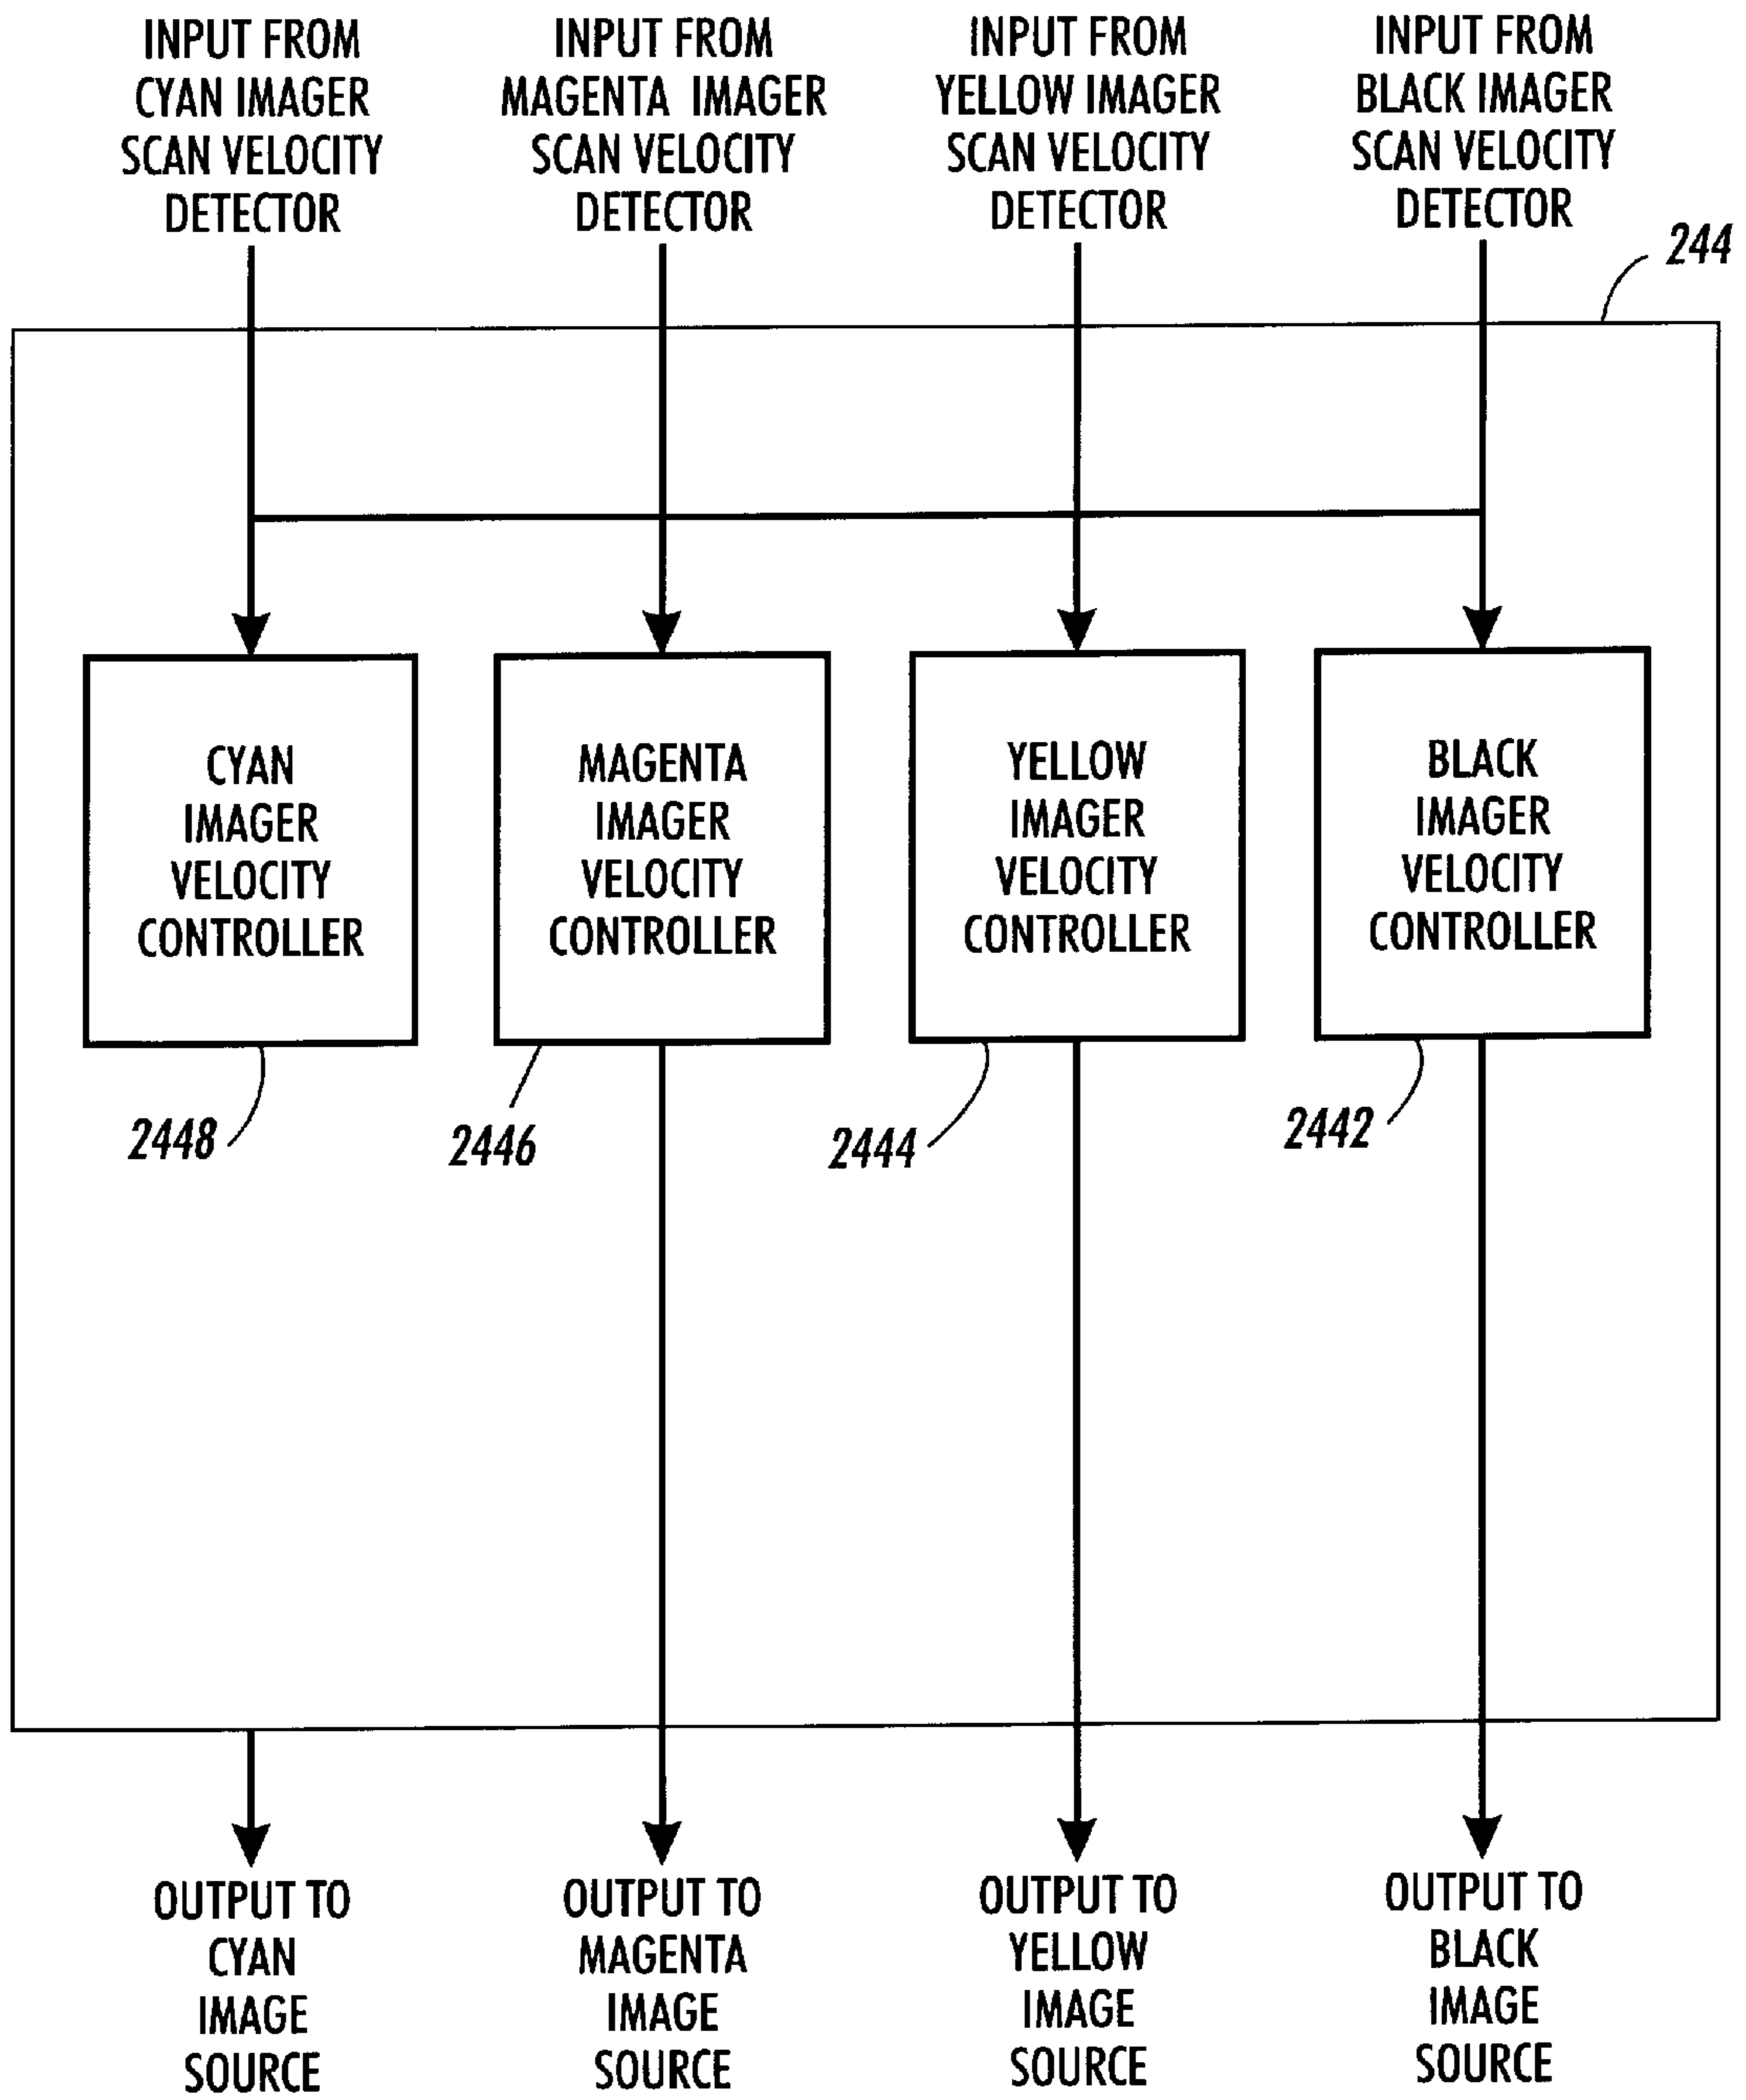 INPUT FROM
CYAN IMAGER
SCAN VELOCITY
DETECTOR
INPUT FROM
MAGENTA IMAGER
SCAN VELOCITY
DETECTOR
INPUT FROM
YELLOW IMAGER
SCAN VELOCITY
DETECTOR
INPUT FROM
BLACK IMAGER
SCAN VELOCITY
DETECTOR
244
CYAN
IMAGER
VELOCITY
CONTROLLER
MAGENTA
IMAGER
VELOCITY
CONTROLLER
YELLOW
IMAGER
VELOCITY
CONTROLLER
BLACK
IMAGER
VELOCITY
CONTROLLER
2448
2446
2444
2442
OUTPUT TO
CYAN
IMAGE
SOURCE
OUTPUT TO
MAGENTA
IMAGE
SOURCE
OUTPUT TO
YELLOW
IMAGE
SOURCE
OUTPUT TO
BLACK
IMAGE
SOURCE